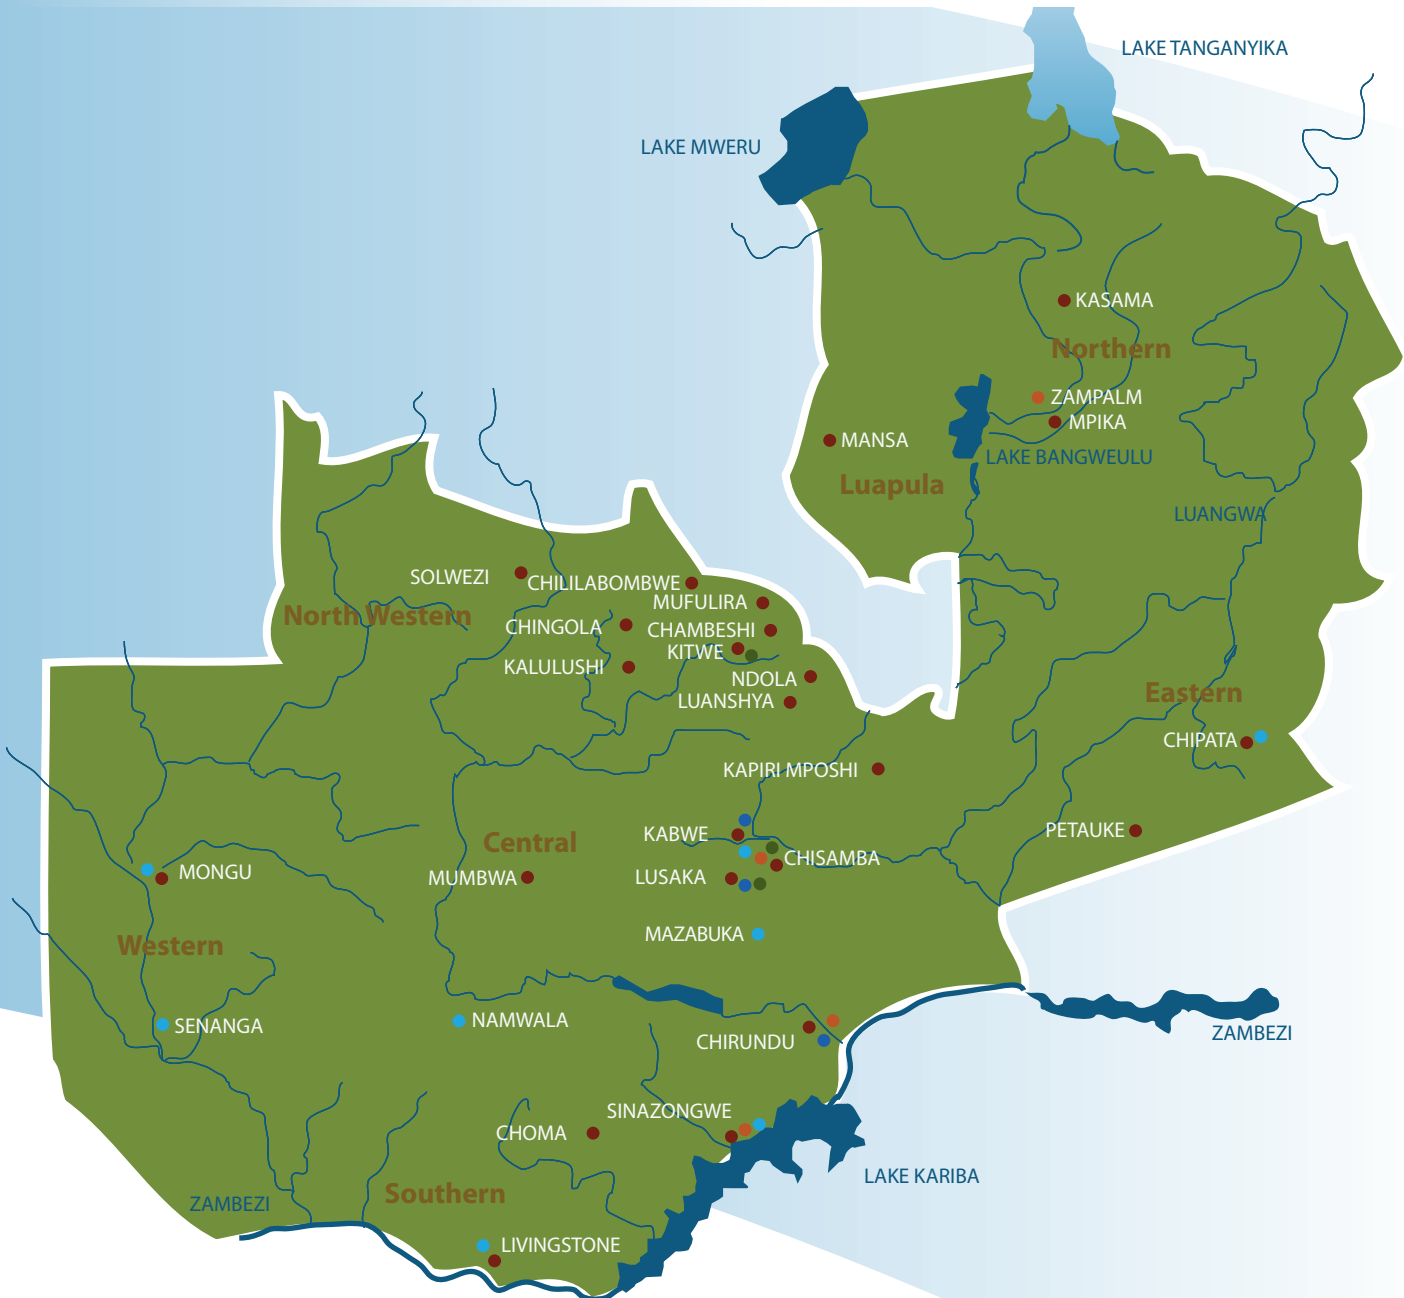 LAKE TANGANYIKA
LAKE MWERU
KASAMA
Northern
ZAMPALM
MPIKA
MANSA
LAKE BANGWEULU
Luapula
LUANGWA
SOLWEZI
CHILILABOMBWE
MUFULIRA
North Western
CHINGOLA
CHAMBESHI
KITWE
KALULUSHI
NDOLA
LUANSHYA
Eastern
CHIPATA
KAPIRI MPOSHI
PETAUKE
KABWE
Central
CHISAMBA
MONGU
MUMBWA
LUSAKA
MAZABUKA
Western
SENANGA
NAMWALA
CHIRUNDU
ZAMBEZI
SINAZONGWE
CHOMA
LAKE KARIBA
Southern
ZAMBEZI
LIVINGSTONE